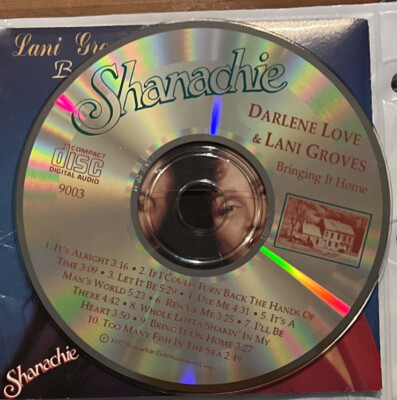 Lani Gro
B
Shanachie
DARLENE LOVE
& LANI GROVES
Bringing It Home
COMPACT
disc
DIGITAL AUDIO
9003
1. IT'S ALRIGHT 3:16 • 2. IF I COULD TURN BACK THE HANDS OF
TIME 3:09 • 3. LET IT BE 5:29 • 4. USE ME 4:31 • 5. IT'S A
MAN'S WORLD 5:23 • 6. RESCUE ME 3:25 • 7. I'LL BE
THERE 4:42 • 8. WHOLE LOTTA SHAKIN' IN MY
HEART 3:50 • 9. BRING IT ON HOME 3:27
10. TOO MANY FISH IN THE SEA 2:49
Shanachie